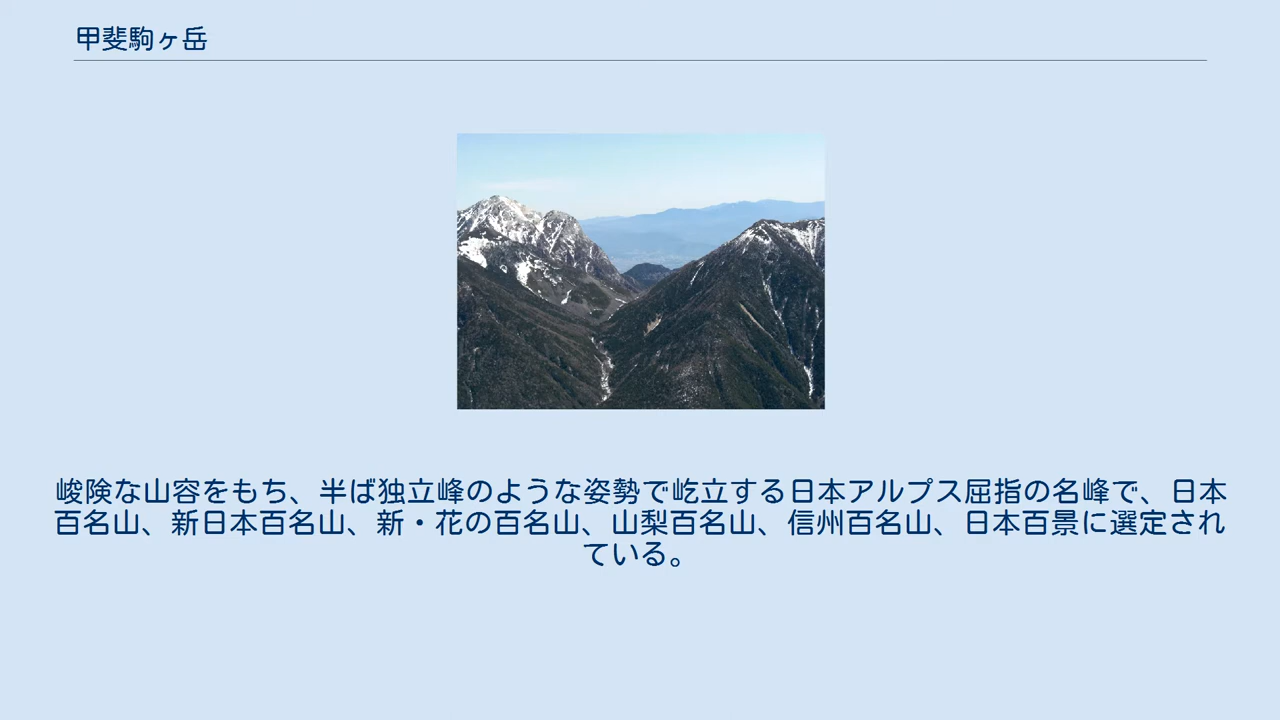 甲斐駒ヶ岳
峻険な山容をもち、半ば独立峰のような姿勢で屹立する日本アルプス屈指の名峰で、日本
百名山、新日本百名山、新・花の百名山、山梨百名山、信州百名山、日本百景に選定され
ている。